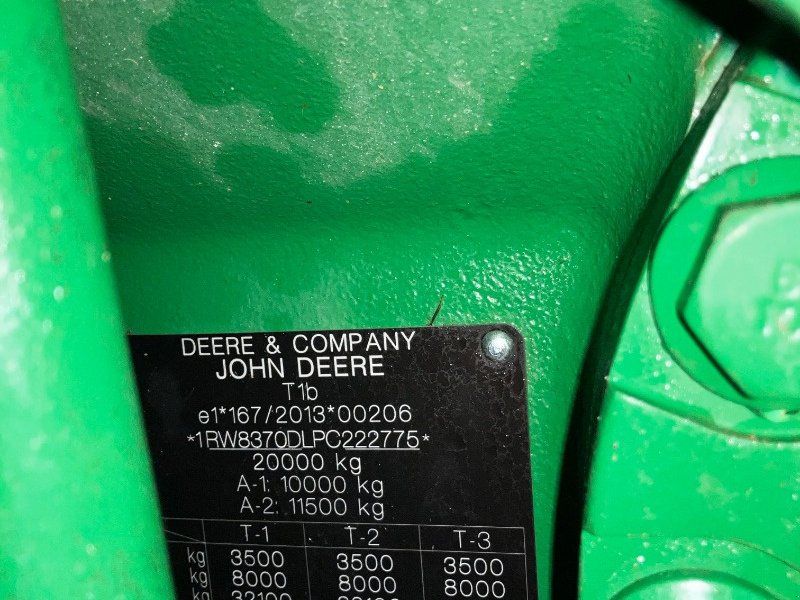 DEERE & COMPANY
JOHN DEERE
T1b
e1*167/2013*00206
*1RW8370DLPC222775*
20000 kg
A-1: 10000 kg
A-2: 11500 kg
T-1 T-2 T-3
kg 3500 3500 3500
kg 8000 8000 8000